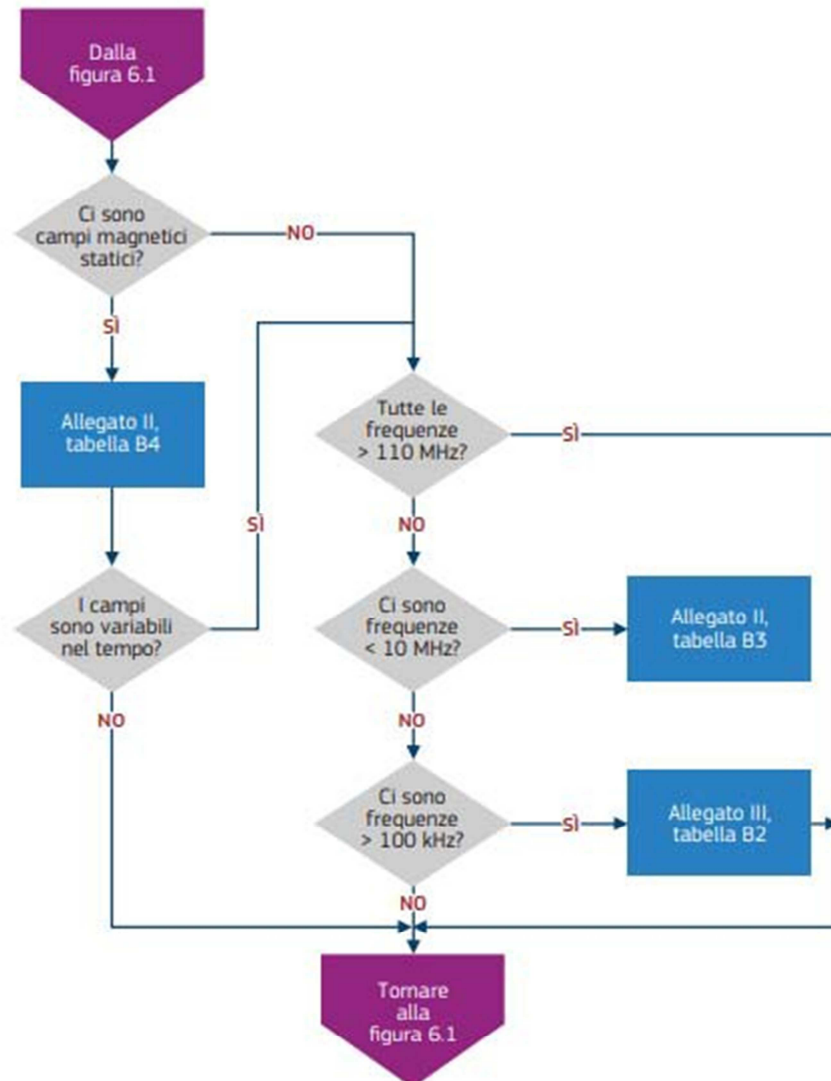 Dalla
figura 6.1
Ci sono
campi magnetici
statici?
NO
SÌ
Allegato II,
tabella B4
Tutte le
frequenze
> 110 MHz?
SÌ
SÌ
NO
I campi
sono variabili
nel tempo?
Ci sono
frequenze
< 10 MHz?
SÌ
Allegato II,
tabella B3
NO
NO
Ci sono
frequenze
> 100 kHz?
SÌ
Allegato III,
tabella B2
NO
Tornare
alla
figura 6.1